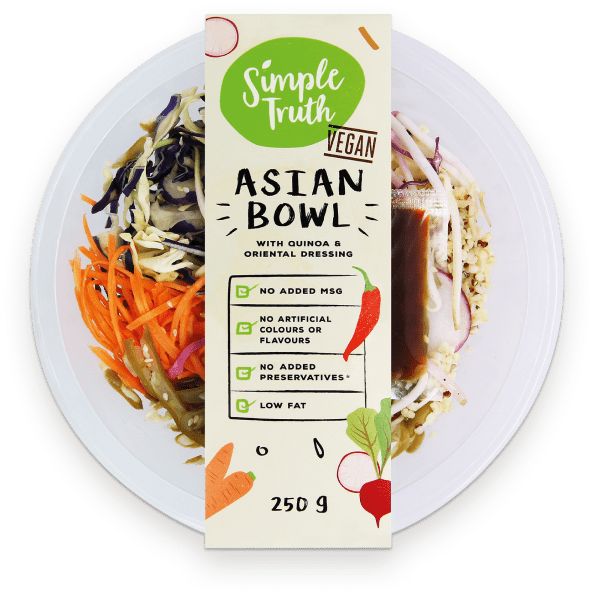 Simple
Truth
VEGAN
ASIAN
BOWL
WITH QUINOA &
ORIENTAL DRESSING
NO ADDED MSG
NO ARTIFICIAL
COLOURS OR
FLAVOURS
NO ADDED
PRESERVATIVES*
LOW FAT
250 g